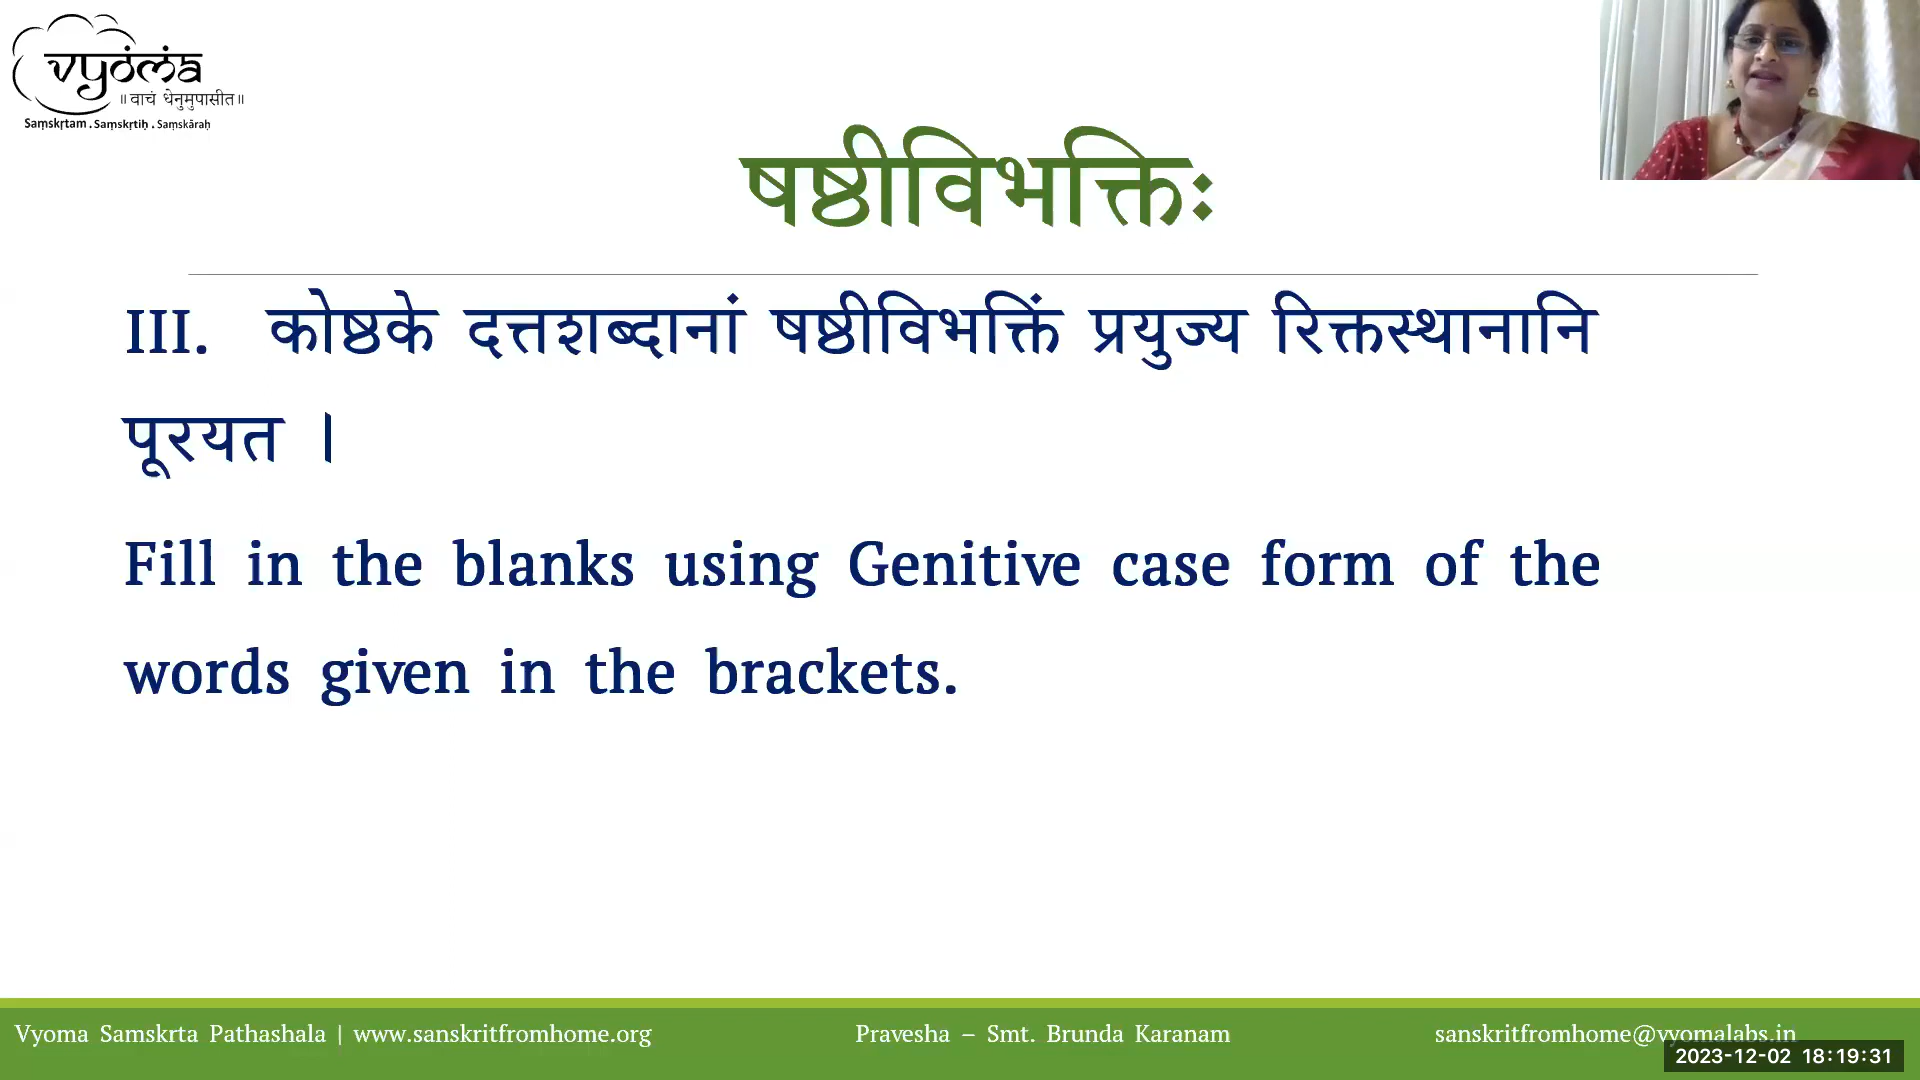 vyoma
॥ वाचं धेनुमुपासीत॥
Saṃskṛtam . Saṃskṛtiḥ . Saṃskāraḥ
षष्ठीविभक्तिः
III. कोष्ठके दत्तशब्दानां षष्ठीविभक्तिं प्रयुज्य रिक्तस्थानानि
पूरयत ।
Fill in the blanks using Genitive case form of the
words given in the brackets.
Vyoma Samskrta Pathashala | www.sanskritfromhome.org
Pravesha – Smt. Brunda Karanam
sanskritfromhome@vyomalabs.in
2023-12-02 18:19:31